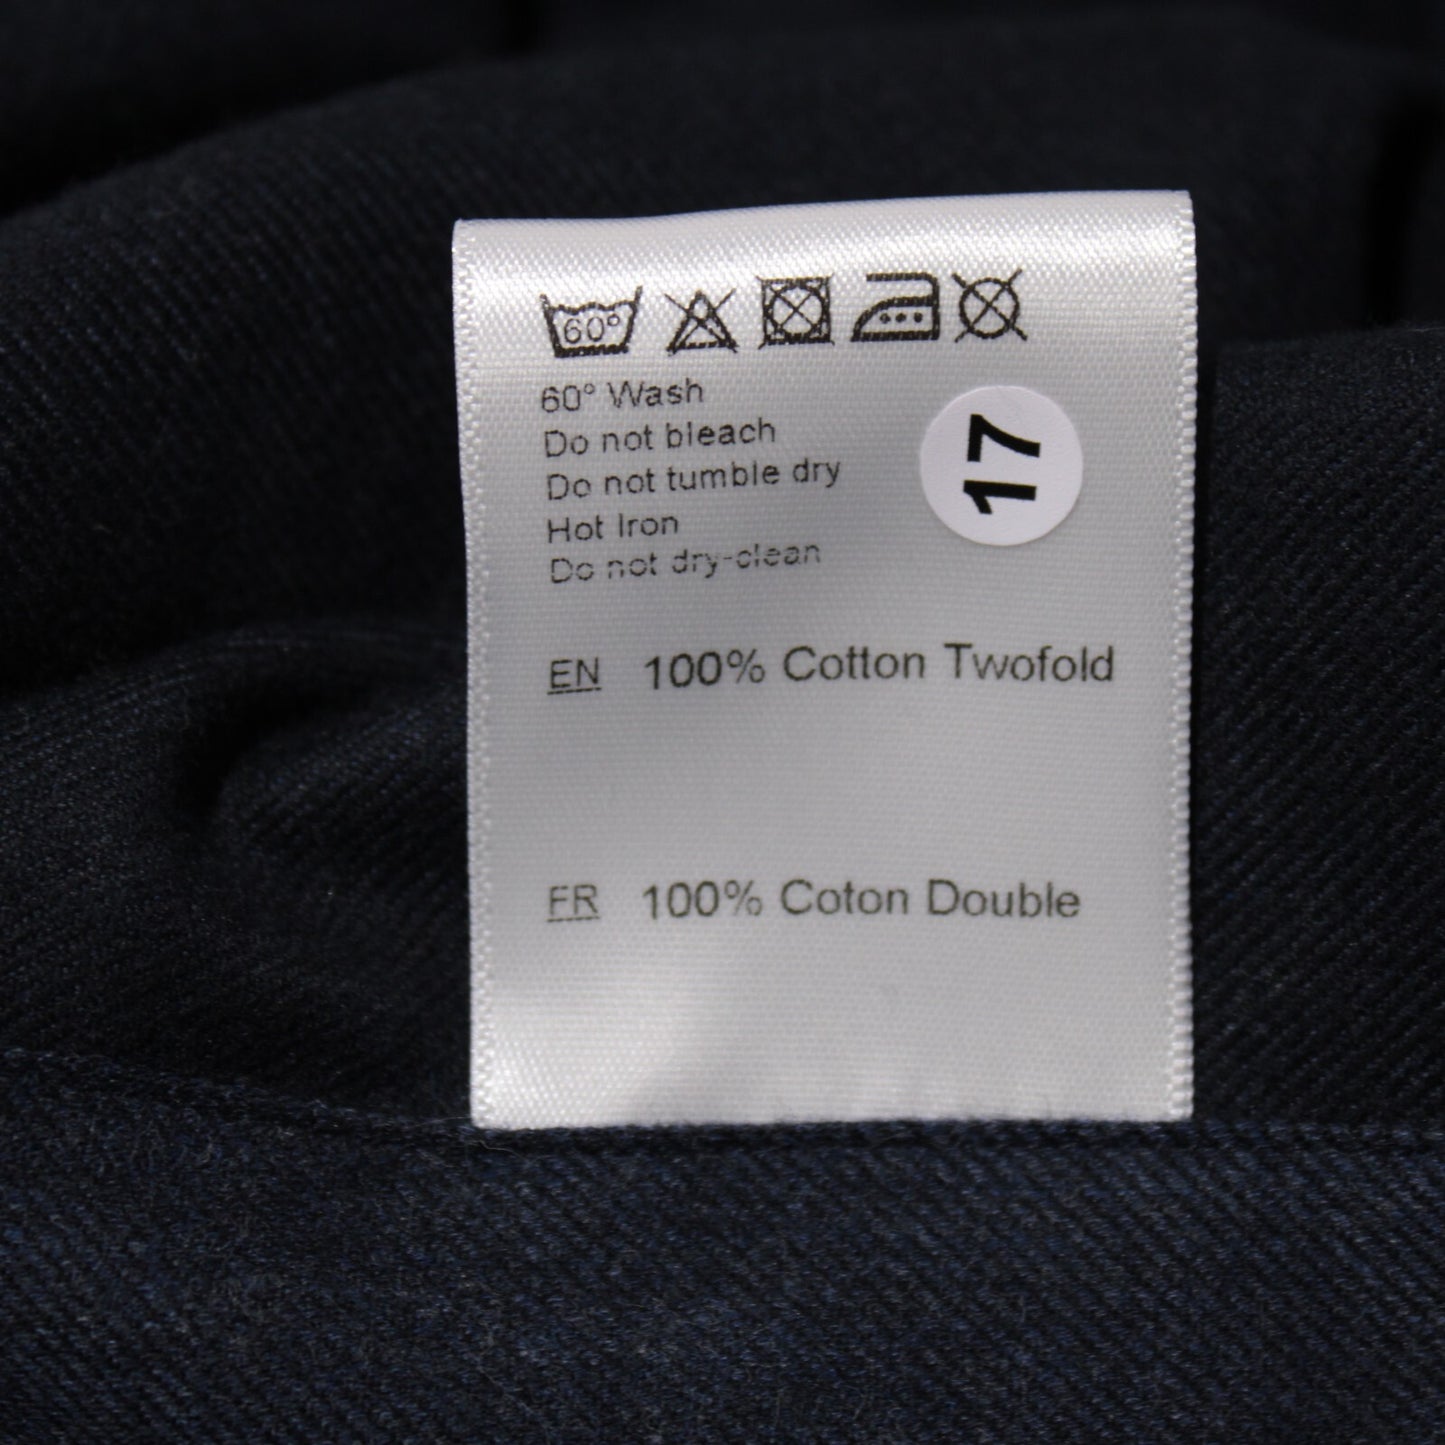 60°
60° Wash
Do not bleach
Do not tumble dry
Hot Iron
Do not dry-clean
17
EN 100% Cotton Twofold
FR 100% Coton Double